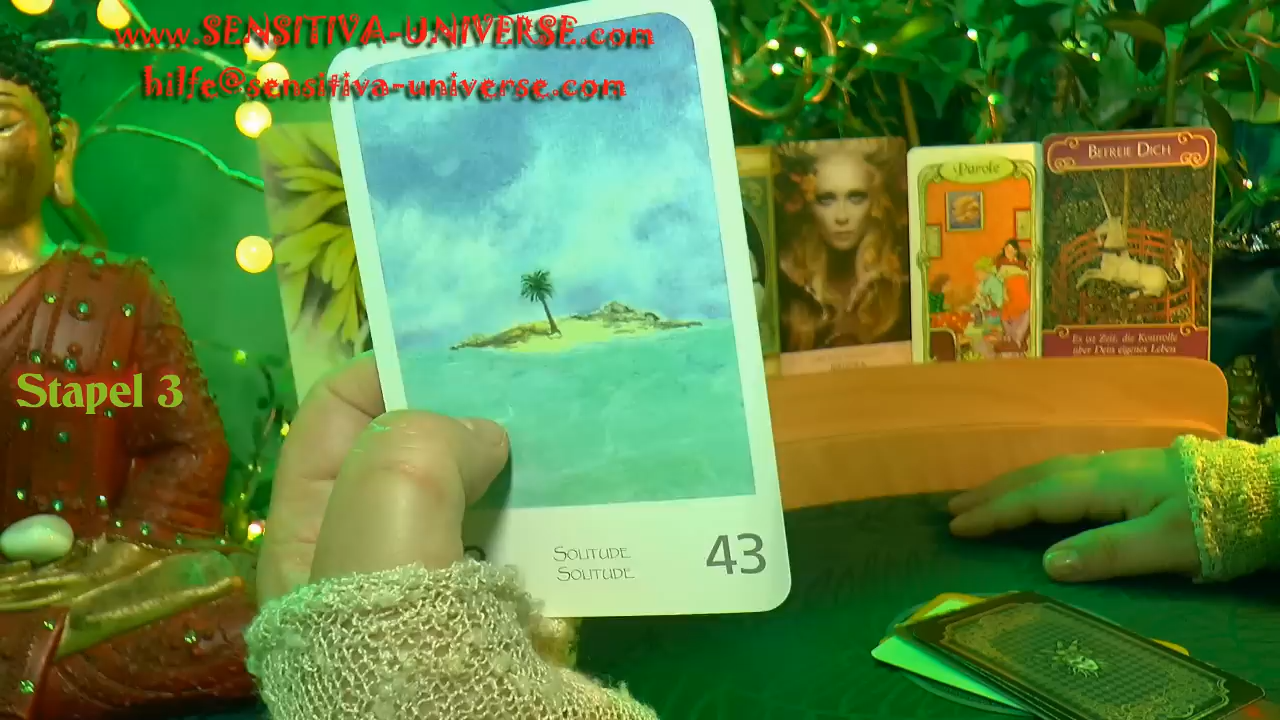 www.SENSITIVA-UNIVERSE.com
hilfe@sensitiva-universe.com
Parole
Befreie Dich
Es ist Zeit, die Kontrolle
über Dein eigenes Leben
Stapel 3
Solitude
Solitude
43